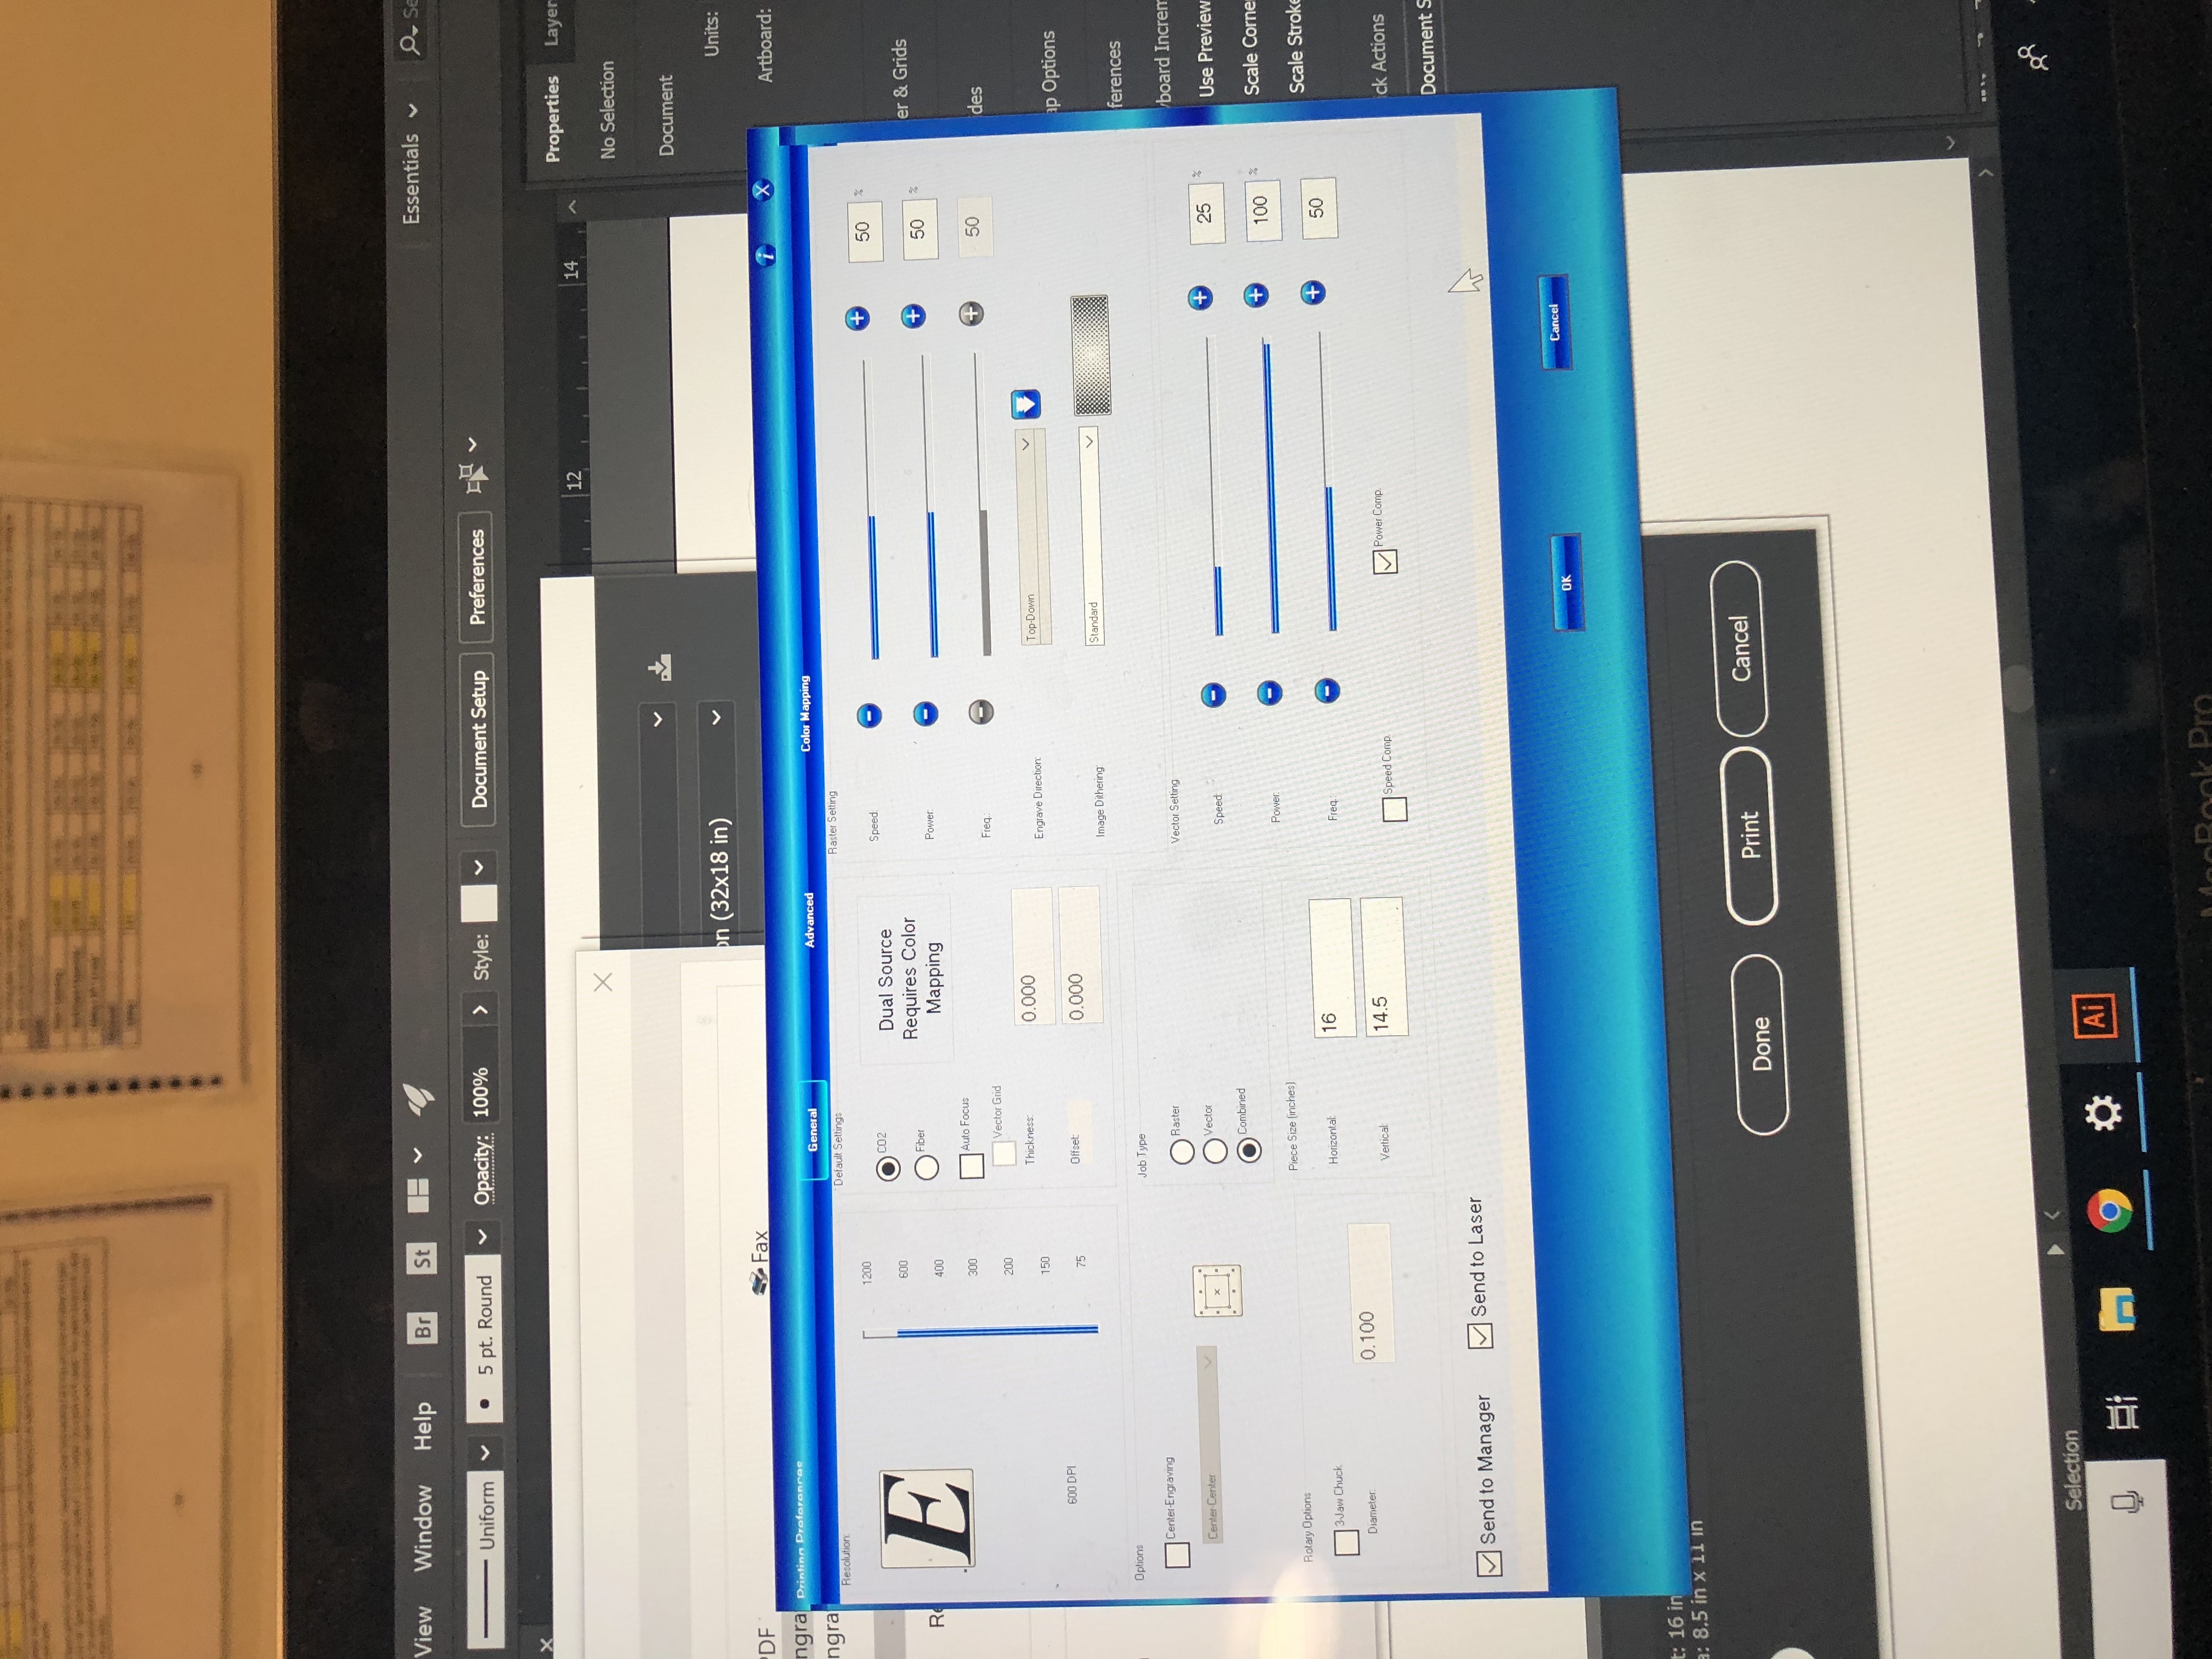 View Window Help Br St Essentials Se
Uniform 5 pt. Round Opacity: 100% Style: Document Setup Preferences
12 14
Properties Layer
No Selection
Document
Units:
Artboard:
on (32x18 in)
PDF Fax
ngra
ngra
Re
Printing Preferences
General Advanced Color Mapping
Resolution:
E
1200
600
400
300
200
150
75
600 DPI
Default Settings
CO2
Fiber
Dual Source
Requires Color
Mapping
Auto Focus
Vector Grid
Thickness: 0.000
Offset: 0.000
Raster Setting
Speed: 50 %
Power: 50 %
Freq.: 50
Engrave Direction: Top-Down
Image Dithering: Standard
Options
Center-Engraving
Center-Center
Job Type
Raster
Vector
Combined
Vector Setting
Speed: 25 %
Power: 100 %
Freq.: 50
Speed Comp. Power Comp.
Rotary Options
3-Jaw Chuck
Diameter: 0.100
Piece Size (inches)
Horizontal: 16
Vertical: 14.5
Send to Manager Send to Laser
OK Cancel
er & Grids
ides
ap Options
ferences
yboard Increm
Use Preview
Scale Corne
Scale Stroke
ick Actions
Document S
t: 16 in
a: 8.5 in x 11 in
Done Print Cancel
Selection
Ai
MacBook Pro